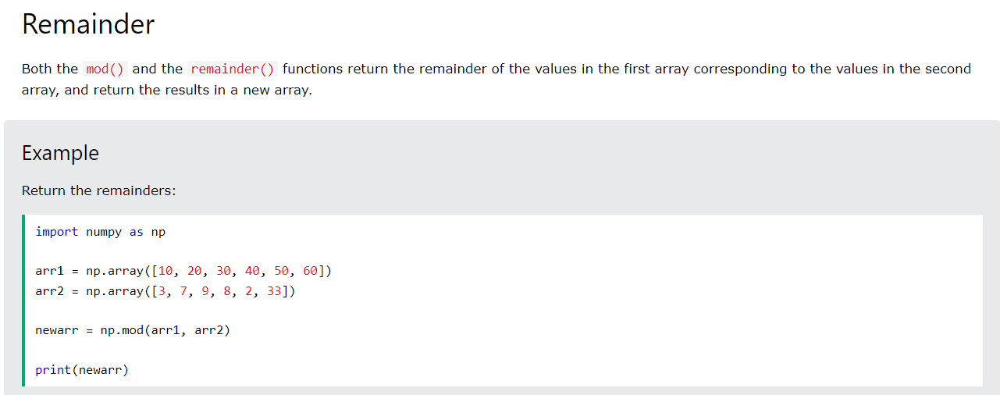 Remainder
Both the mod() and the remainder() functions return the remainder of the values in the first array corresponding to the values in the second
array, and return the results in a new array.
Example
Return the remainders:
import numpy as np
arr1 = np.array([10, 20, 30, 40, 50, 60])
arr2 = np.array([3, 7, 9, 8, 2, 33])
newarr = np.mod(arr1, arr2)
print(newarr)